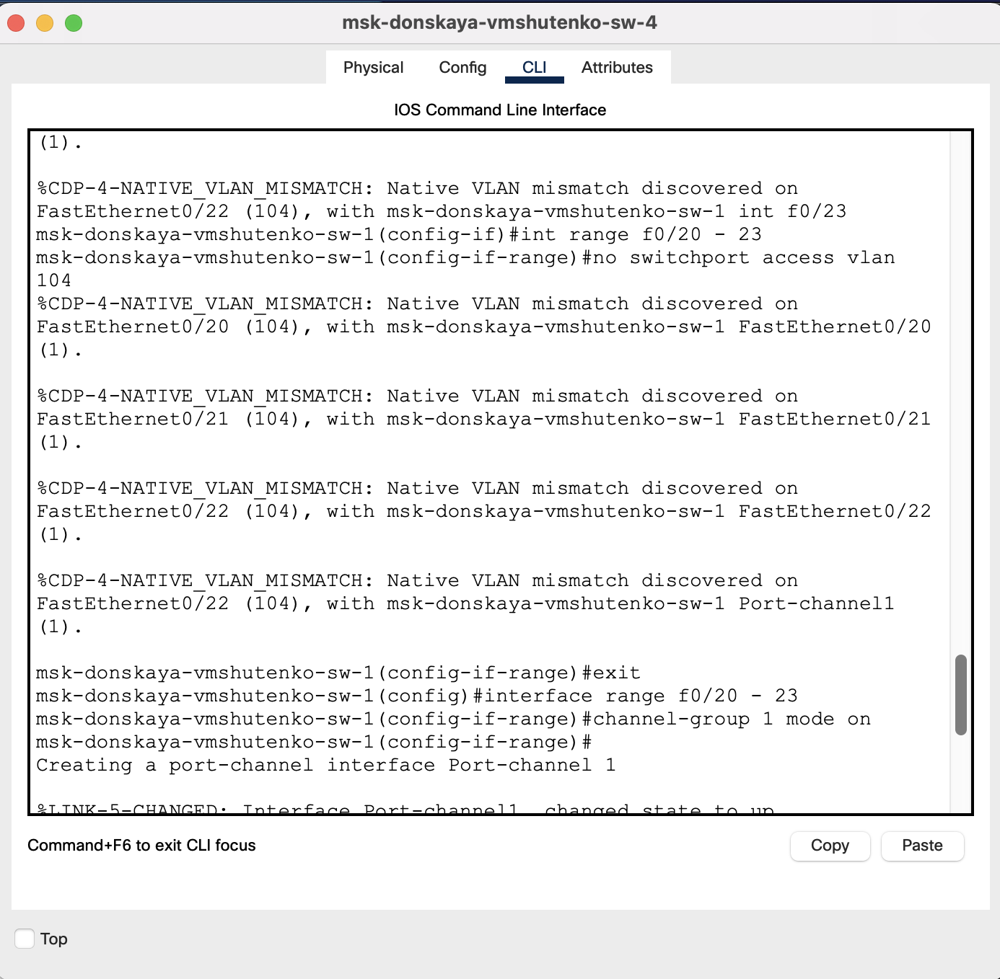 msk-donskaya-vmshutenko-sw-4
Physical Config CLI Attributes
IOS Command Line Interface
(1).
%CDP-4-NATIVE_VLAN_MISMATCH: Native VLAN mismatch discovered on
FastEthernet0/22 (104), with msk-donskaya-vmshutenko-sw-1 int f0/23
msk-donskaya-vmshutenko-sw-1(config-if)#int range f0/20 - 23
msk-donskaya-vmshutenko-sw-1(config-if-range)#no switchport access vlan
104
%CDP-4-NATIVE_VLAN_MISMATCH: Native VLAN mismatch discovered on
FastEthernet0/20 (104), with msk-donskaya-vmshutenko-sw-1 FastEthernet0/20
(1).
%CDP-4-NATIVE_VLAN_MISMATCH: Native VLAN mismatch discovered on
FastEthernet0/21 (104), with msk-donskaya-vmshutenko-sw-1 FastEthernet0/21
(1).
%CDP-4-NATIVE_VLAN_MISMATCH: Native VLAN mismatch discovered on
FastEthernet0/22 (104), with msk-donskaya-vmshutenko-sw-1 FastEthernet0/22
(1).
%CDP-4-NATIVE_VLAN_MISMATCH: Native VLAN mismatch discovered on
FastEthernet0/22 (104), with msk-donskaya-vmshutenko-sw-1 Port-channel1
(1).
msk-donskaya-vmshutenko-sw-1(config-if-range)#exit
msk-donskaya-vmshutenko-sw-1(config)#interface range f0/20 - 23
msk-donskaya-vmshutenko-sw-1(config-if-range)#channel-group 1 mode on
msk-donskaya-vmshutenko-sw-1(config-if-range)#
Creating a port-channel interface Port-channel 1
%LINK-5-CHANGED: Interface Port-channel1, changed state to up
Command+F6 to exit CLI focus
Copy Paste
Top